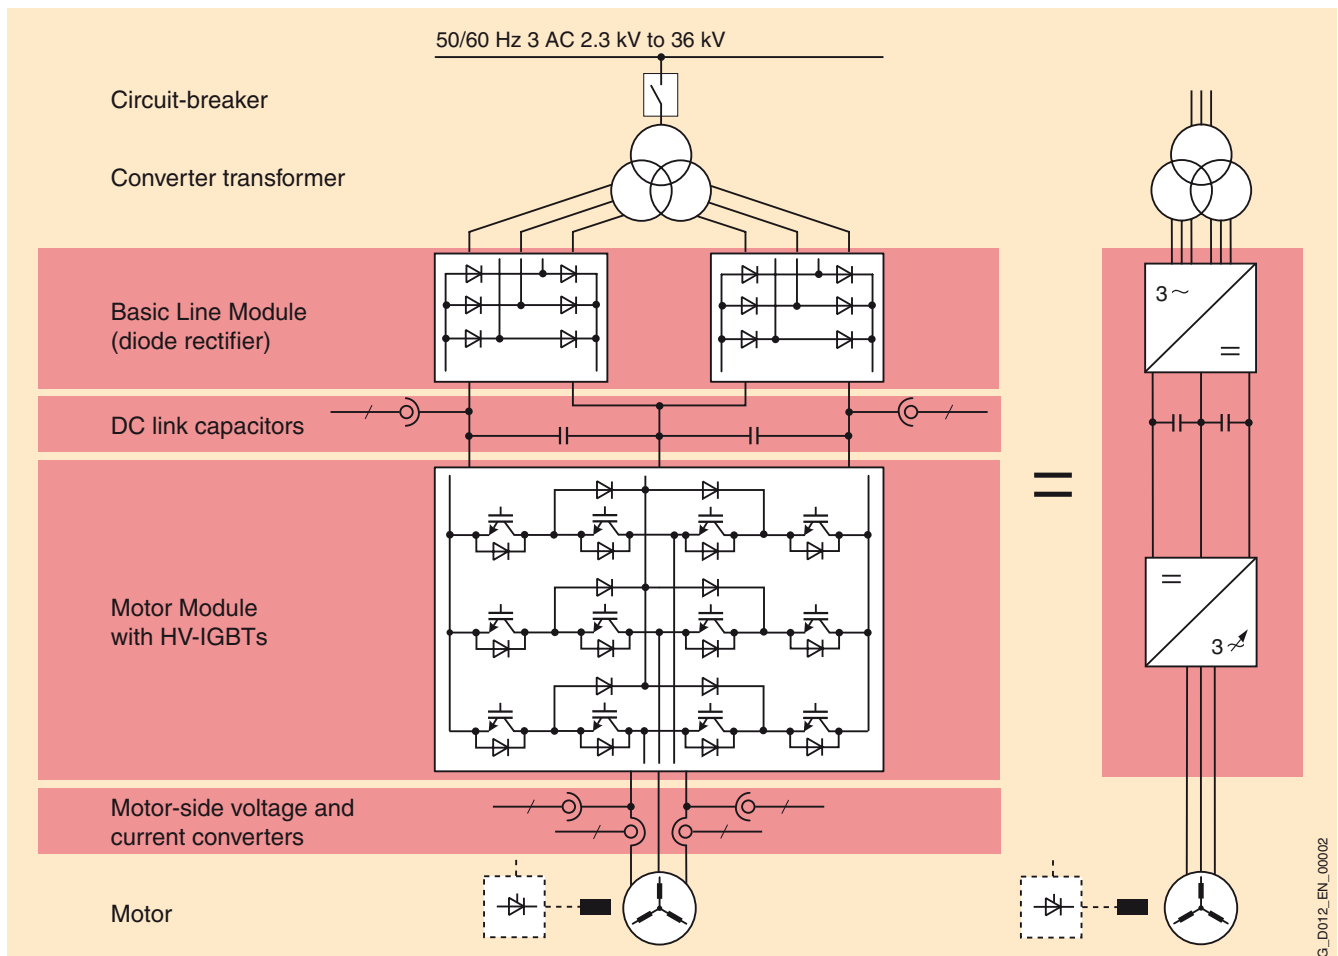 50/60 Hz 3 AC 2.3 kV to 36 kV
Circuit-breaker
Converter transformer
Basic Line Module
(diode rectifier)
3 ~
=
DC link capacitors
=
Motor Module
with HV-IGBTs
=
3 ~
Motor-side voltage and
current converters
Motor
G_D012_EN_00002